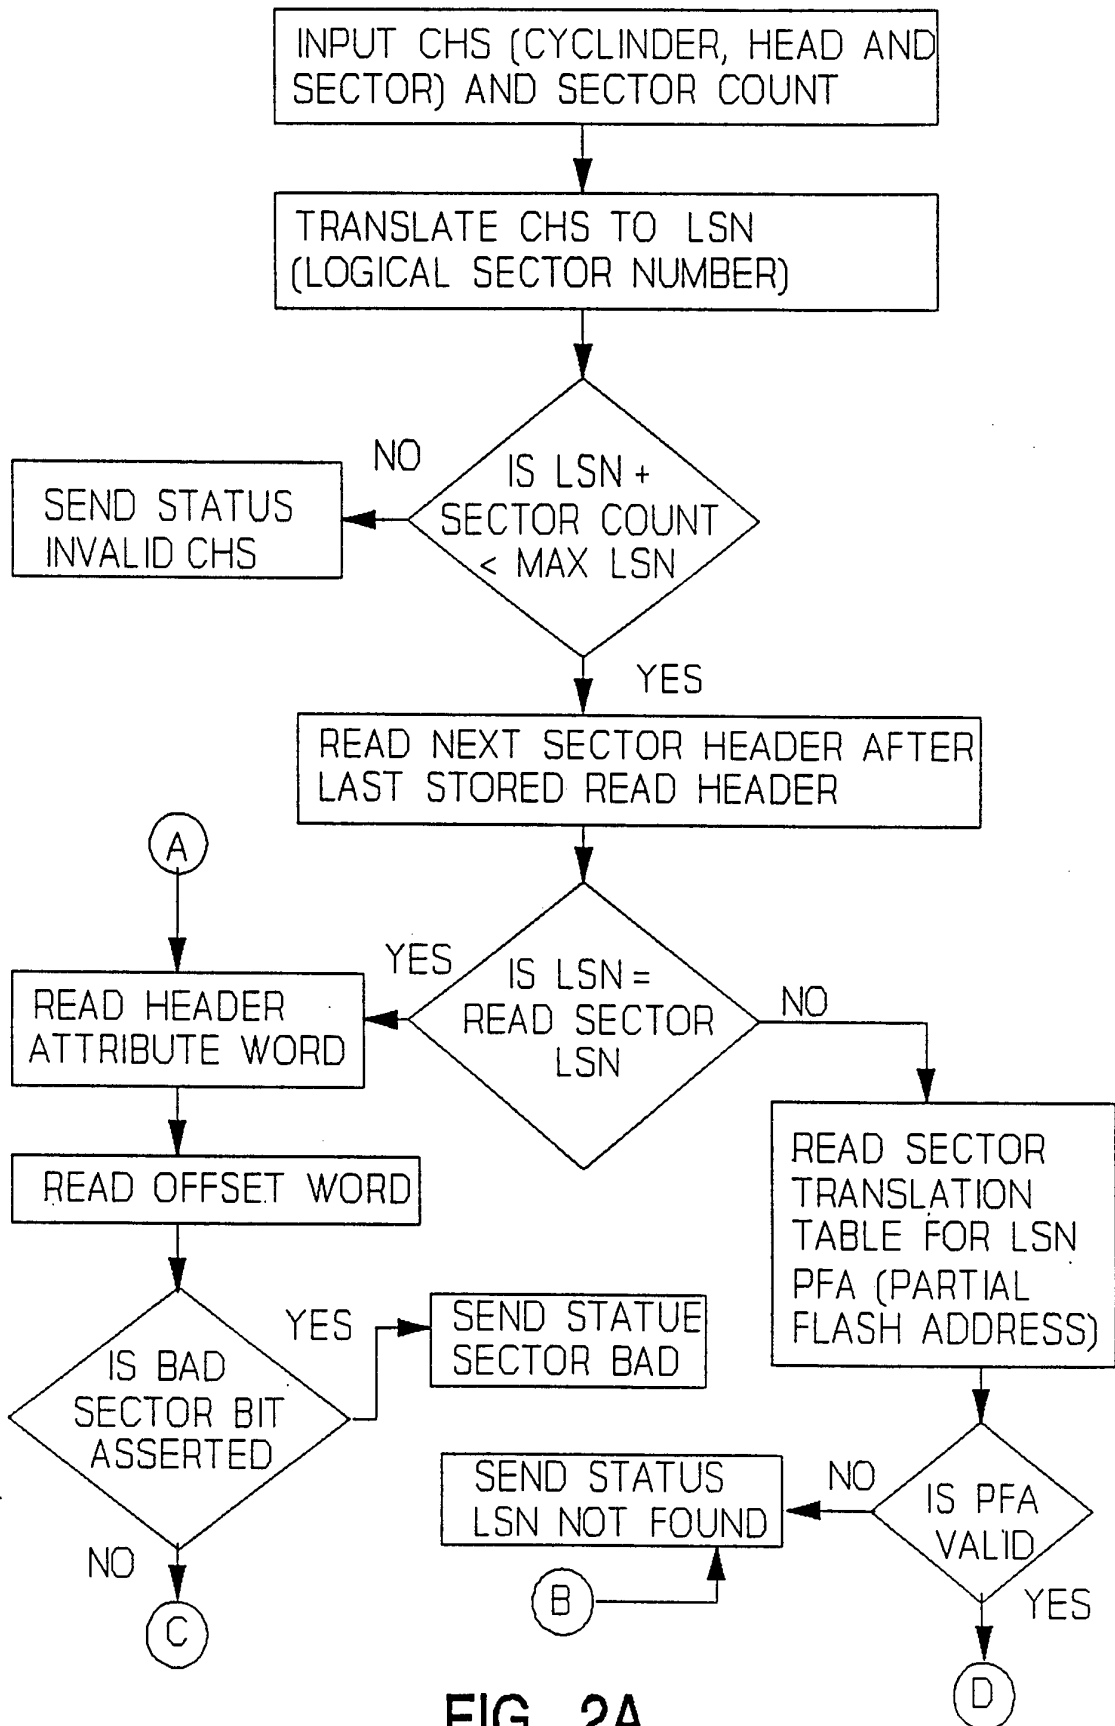 INPUT CHS (CYCLINDER, HEAD AND
SECTOR) AND SECTOR COUNT
TRANSLATE CHS TO LSN
(LOGICAL SECTOR NUMBER)
NO
IS LSN +
SECTOR COUNT
< MAX LSN
SEND STATUS
INVALID CHS
YES
READ NEXT SECTOR HEADER AFTER
LAST STORED READ HEADER
A
YES
IS LSN =
READ SECTOR
LSN
NO
READ HEADER
ATTRIBUTE WORD
READ OFFSET WORD
READ SECTOR
TRANSLATION
TABLE FOR LSN
PFA (PARTIAL
FLASH ADDRESS)
IS BAD
SECTOR BIT
ASSERTED
YES
SEND STATUE
SECTOR BAD
NO
C
SEND STATUS
LSN NOT FOUND
NO
IS PFA
VALID
B
YES
D
FIG. 2A